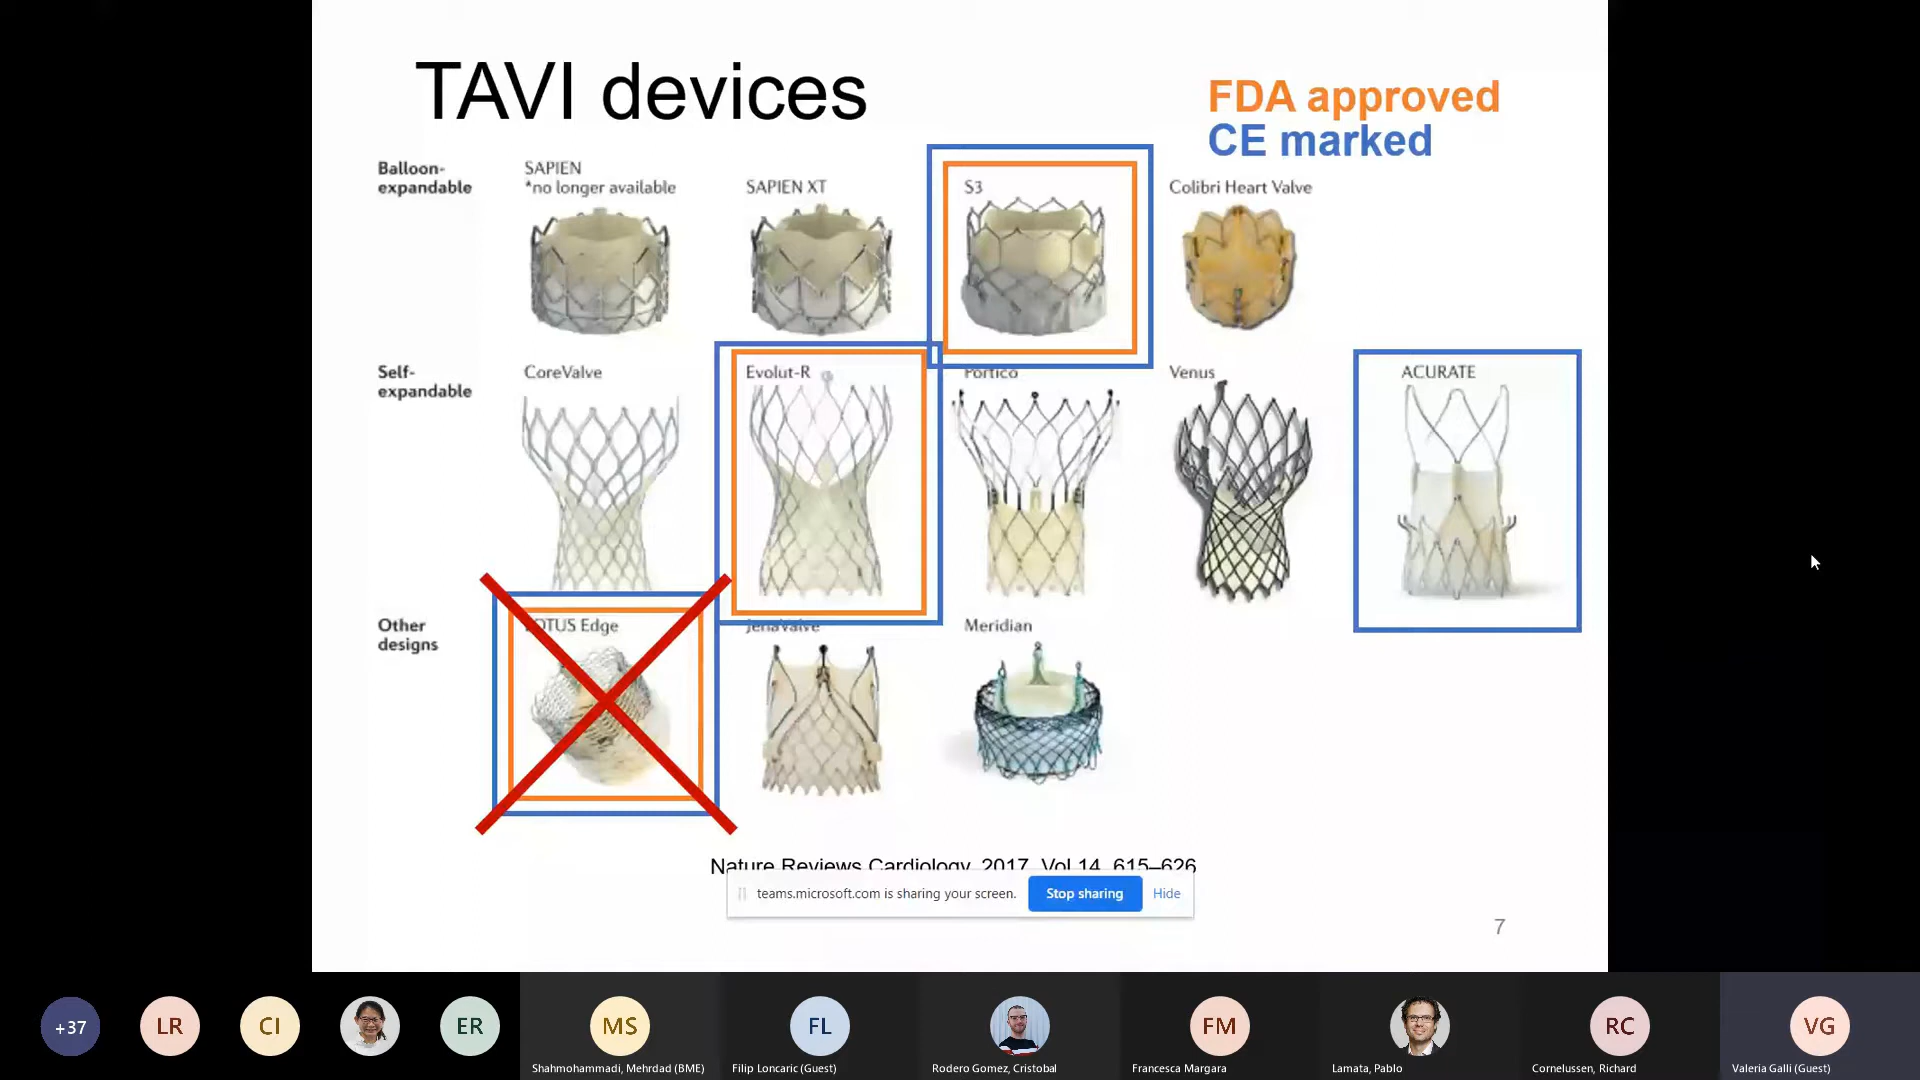 TAVI devices
FDA approved
CE marked
Balloon-
expandable
SAPIEN
*no longer available
SAPIEN XT
S3
Colibri Heart Valve
Self-
expandable
CoreValve
Evolut-R
Portico
Venus
ACURATE
Other
designs
LOTUS Edge
JenaValve
Meridian
Nature Reviews Cardiology, 2017, Vol.14, 615–626
teams.microsoft.com is sharing your screen.
Stop sharing
Hide
7
+37
LR
CI
ER
MS
FL
FM
RC
VG
Shahmohammadi, Mehrdad (BME)
Filip Loncaric (Guest)
Rodero Gomez, Cristobal
Francesca Margara
Lamata, Pablo
Cornelussen, Richard
Valeria Galli (Guest)